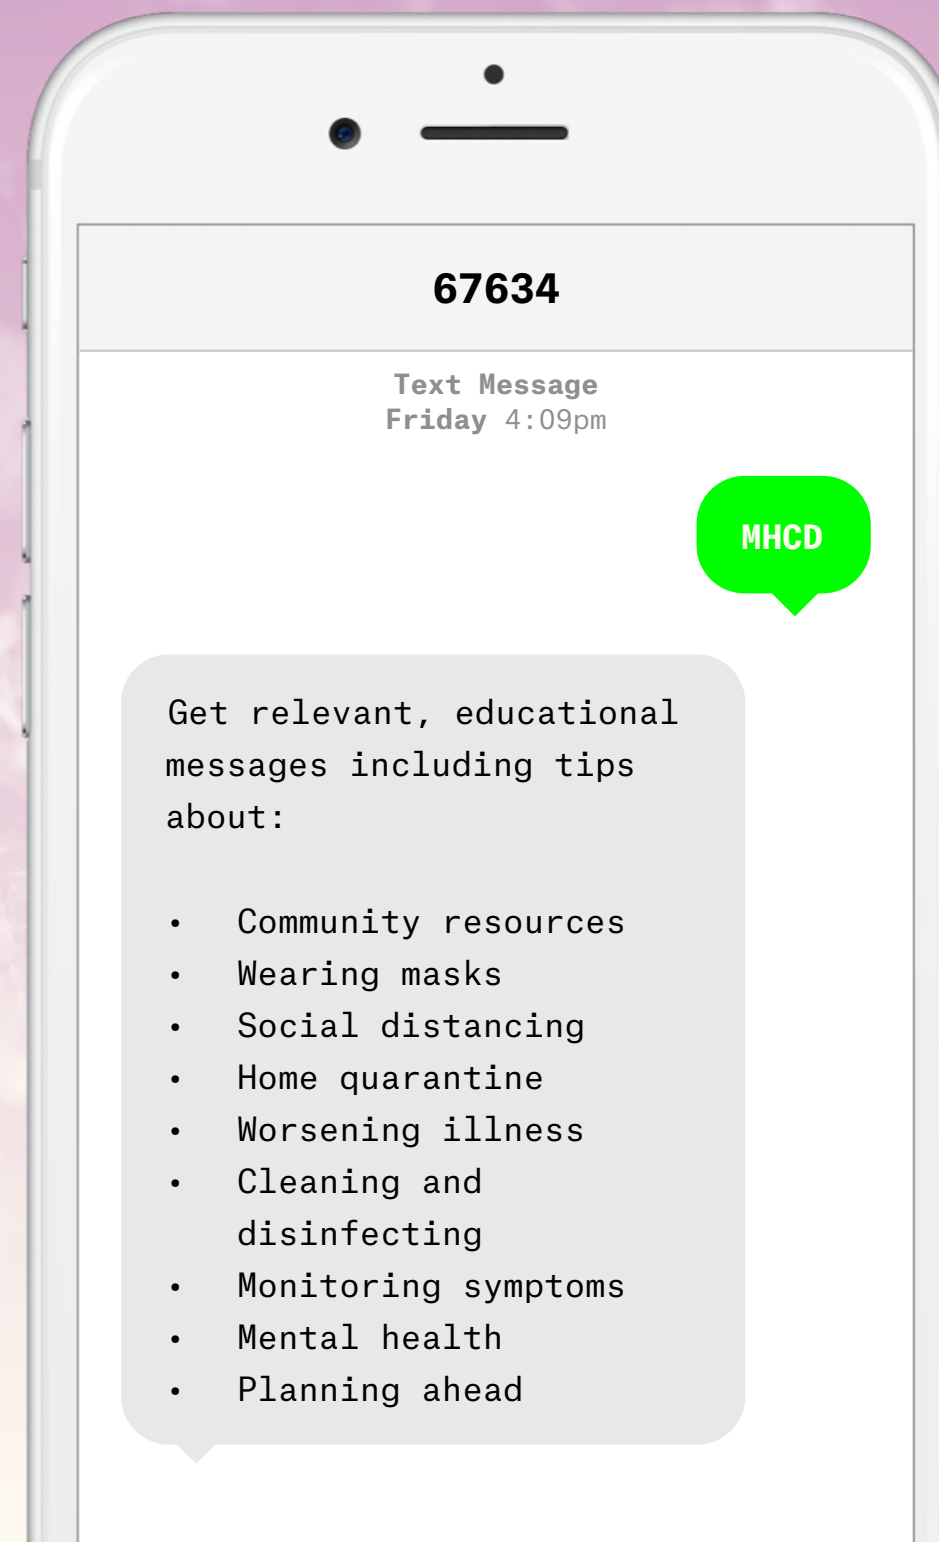 67634
Text Message
Friday 4:09pm
MHCD
Get relevant, educational
messages including tips
about:
• Community resources
• Wearing masks
• Social distancing
• Home quarantine
• Worsening illness
• Cleaning and
disinfecting
• Monitoring symptoms
• Mental health
• Planning ahead